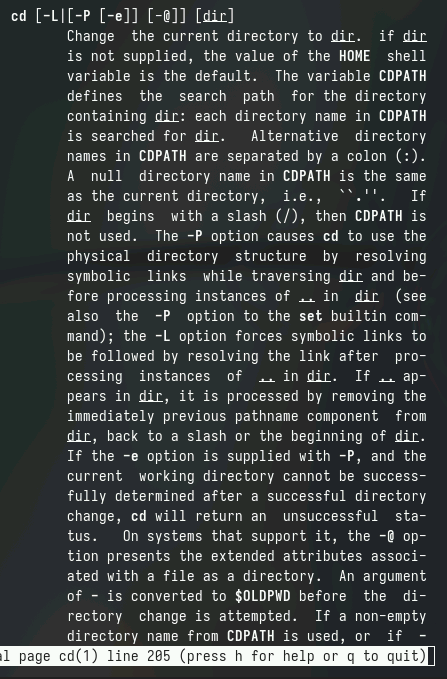 cd [-L|[-P [-e]] [-@]] [dir]
Change the current directory to dir. if dir
is not supplied, the value of the HOME shell
variable is the default. The variable CDPATH
defines the search path for the directory
containing dir: each directory name in CDPATH
is searched for dir. Alternative directory
names in CDPATH are separated by a colon (:).
A null directory name in CDPATH is the same
as the current directory, i.e., ``.''. If
dir begins with a slash (/), then CDPATH is
not used. The -P option causes cd to use the
physical directory structure by resolving
symbolic links while traversing dir and be-
fore processing instances of .. in dir (see
also the -P option to the set builtin com-
mand); the -L option forces symbolic links to
be followed by resolving the link after pro-
cessing instances of .. in dir. If .. ap-
pears in dir, it is processed by removing the
immediately previous pathname component from
dir, back to a slash or the beginning of dir.
If the -e option is supplied with -P, and the
current working directory cannot be success-
fully determined after a successful directory
change, cd will return an unsuccessful sta-
tus. On systems that support it, the -@ op-
tion presents the extended attributes associ-
ated with a file as a directory. An argument
of - is converted to $OLDPWD before the di-
rectory change is attempted. If a non-empty
directory name from CDPATH is used, or if -
al page cd(1) line 205 (press h for help or q to quit)